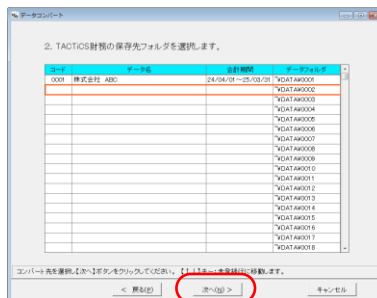 データコンバート
2. TACTiCS財務の保存先フォルダを選択します。
コード データ名 会計期間 データフォルダ
0001 株式会社 ABC 24/04/01～25/03/31 ~¥DATA¥0001
~¥DATA¥0002
~¥DATA¥0003
~¥DATA¥0004
~¥DATA¥0005
~¥DATA¥0006
~¥DATA¥0007
~¥DATA¥0008
~¥DATA¥0009
~¥DATA¥0010
~¥DATA¥0011
~¥DATA¥0012
~¥DATA¥0013
~¥DATA¥0014
~¥DATA¥0015
~¥DATA¥0016
~¥DATA¥0017
~¥DATA¥0018
コンバート先を選択し【次へ】ボタンをクリックしてください。【↓】キー:未登録行に移動します。
< 戻る(P) 次へ(N) > キャンセル